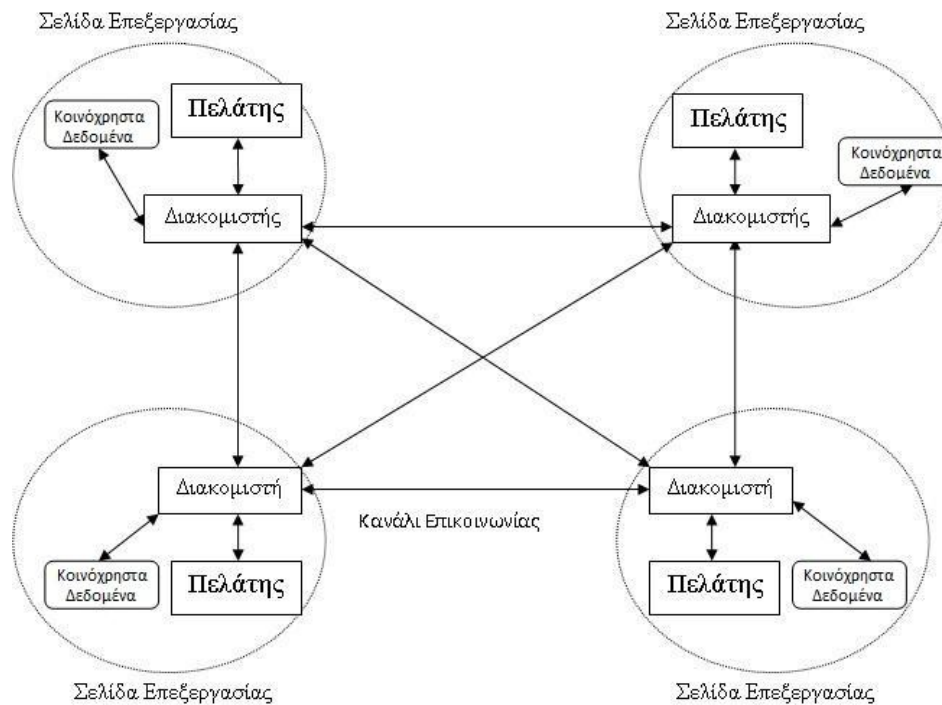 Σελίδα Επεξεργασίας
Σελίδα Επεξεργασίας
Κοινόχρηστα
Δεδομένα
Πελάτης
Πελάτης
Κοινόχρηστα
Δεδομένα
Διακομιστής
Διακομιστής
Διακομιστή
Διακομιστή
Κανάλι Επικοινωνίας
Κοινόχρηστα
Δεδομένα
Πελάτης
Πελάτης
Κοινόχρηστα
Δεδομένα
Σελίδα Επεξεργασίας
Σελίδα Επεξεργασίας